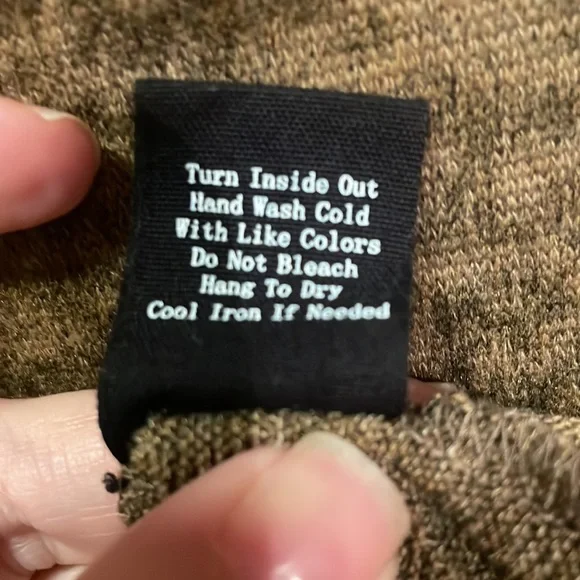 Turn Inside Out
Hand Wash Cold
With Like Colors
Do Not Bleach
Hang To Dry
Cool Iron If Needed